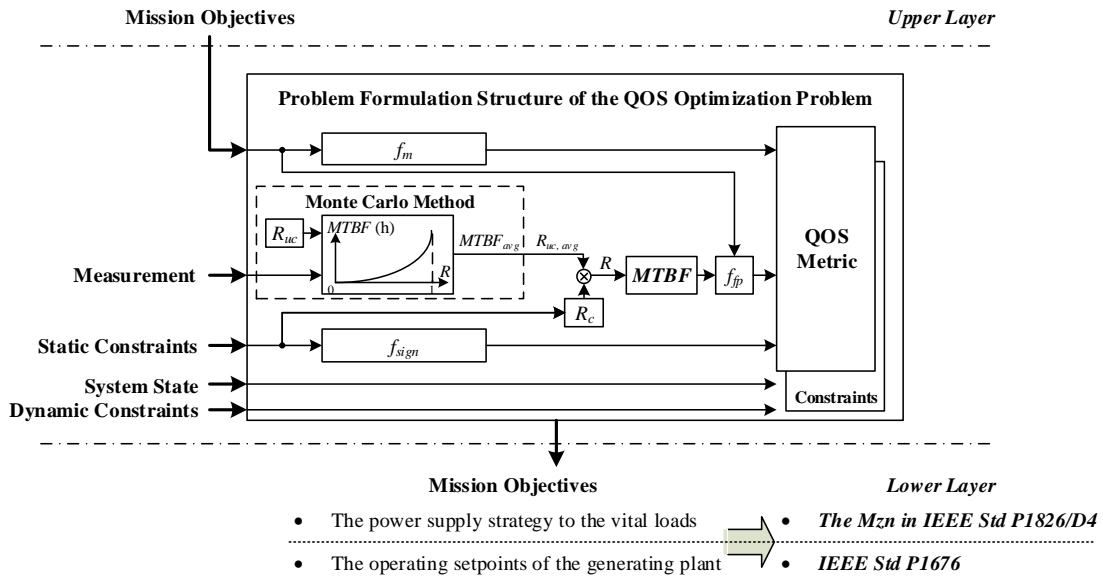 Mission Objectives
Upper Layer
Problem Formulation Structure of the QOS Optimization Problem
f_m
Monte Carlo Method
R_uc
MTBF (h)
R
0
1
MTBF_avg
R_uc, avg
R
MTBF
f_fp
QOS
Metric
Measurement
R_c
Static Constraints
f_sign
System State
Constraints
Dynamic Constraints
Mission Objectives
Lower Layer
• The power supply strategy to the vital loads
• The Mzn in IEEE Std P1826/D4
• The operating setpoints of the generating plant
• IEEE Std P1676